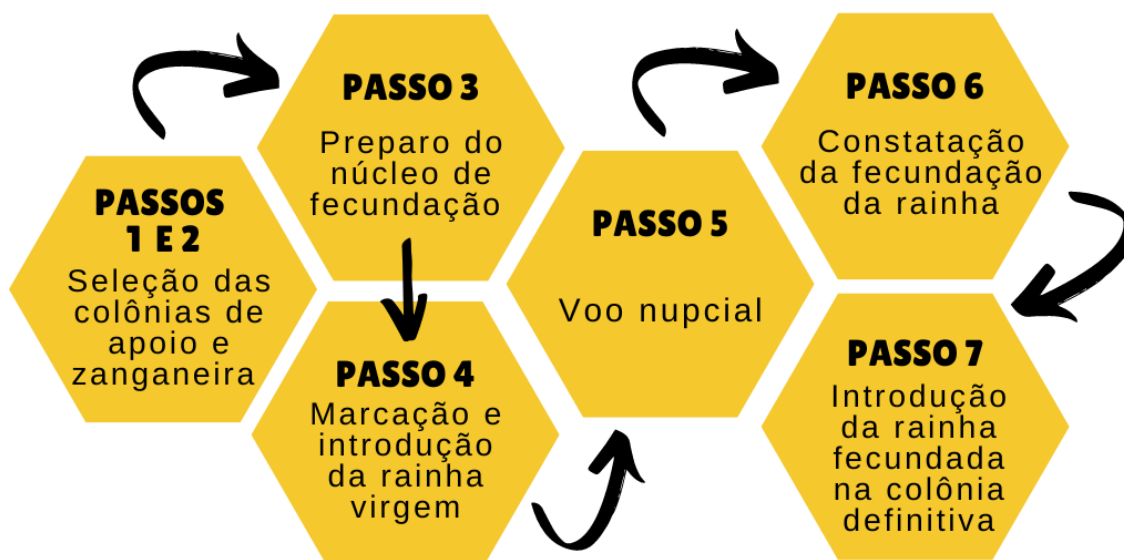 PASSOS
1 E 2
Seleção das
colônias de
apoio e
zanganeira
PASSO 3
Preparo do
núcleo de
fecundação
PASSO 4
Marcação e
introdução
da rainha
virgem
PASSO 5
Voo nupcial
PASSO 6
Constatação
da fecundação
da rainha
PASSO 7
Introdução
da rainha
fecundada
na colônia
definitiva